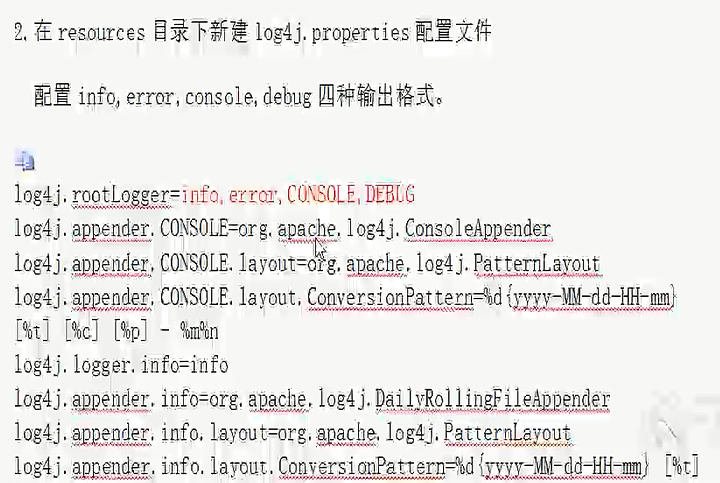 2. 在 resources 目录下新建 log4j.properties 配置文件
配置 info,error,console,debug 四种输出格式。
log4j.rootLogger=info,error,CONSOLE,DEBUG
log4j.appender.CONSOLE=org.apache.log4j.ConsoleAppender
log4j.appender.CONSOLE.layout=org.apache.log4j.PatternLayout
log4j.appender.CONSOLE.layout.ConversionPattern=%d{yyyy-MM-dd-HH-mm}
[%t] [%c] [%p] - %m%n
log4j.logger.info=info
log4j.appender.info=org.apache.log4j.DailyRollingFileAppender
log4j.appender.info.layout=org.apache.log4j.PatternLayout
log4j.appender.info.layout.ConversionPattern=%d{yyyy-MM-dd-HH-mm} [%t]